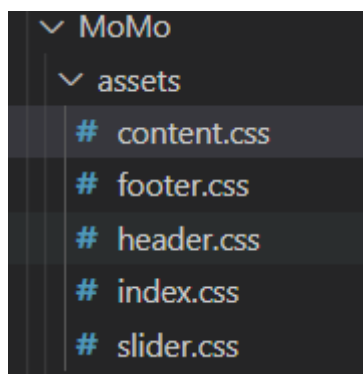 MoMo
assets
# content.css
# footer.css
# header.css
# index.css
# slider.css